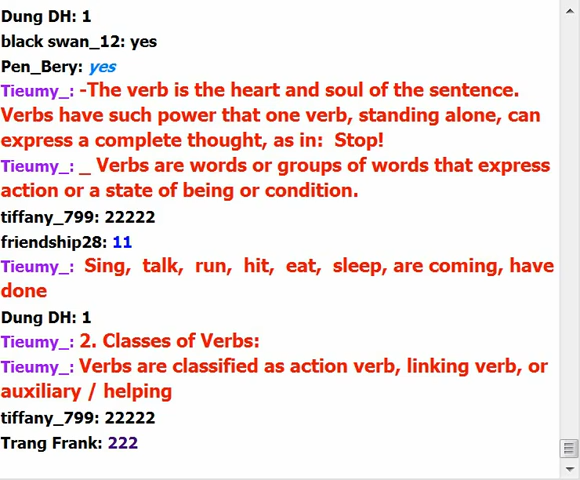 Dung DH: 1
black swan_12: yes
Pen_Bery: yes
Tieumy_: -The verb is the heart and soul of the sentence.
Verbs have such power that one verb, standing alone, can
express a complete thought, as in:  Stop!
Tieumy_: _ Verbs are words or groups of words that express
action or a state of being or condition.
tiffany_799: 22222
friendship28: 11
Tieumy_:  Sing,  talk,  run,  hit,  eat,  sleep, are coming, have
done
Dung DH: 1
Tieumy_: 2. Classes of Verbs:
Tieumy_: Verbs are classified as action verb, linking verb, or
auxiliary / helping
tiffany_799: 22222
Trang Frank: 222